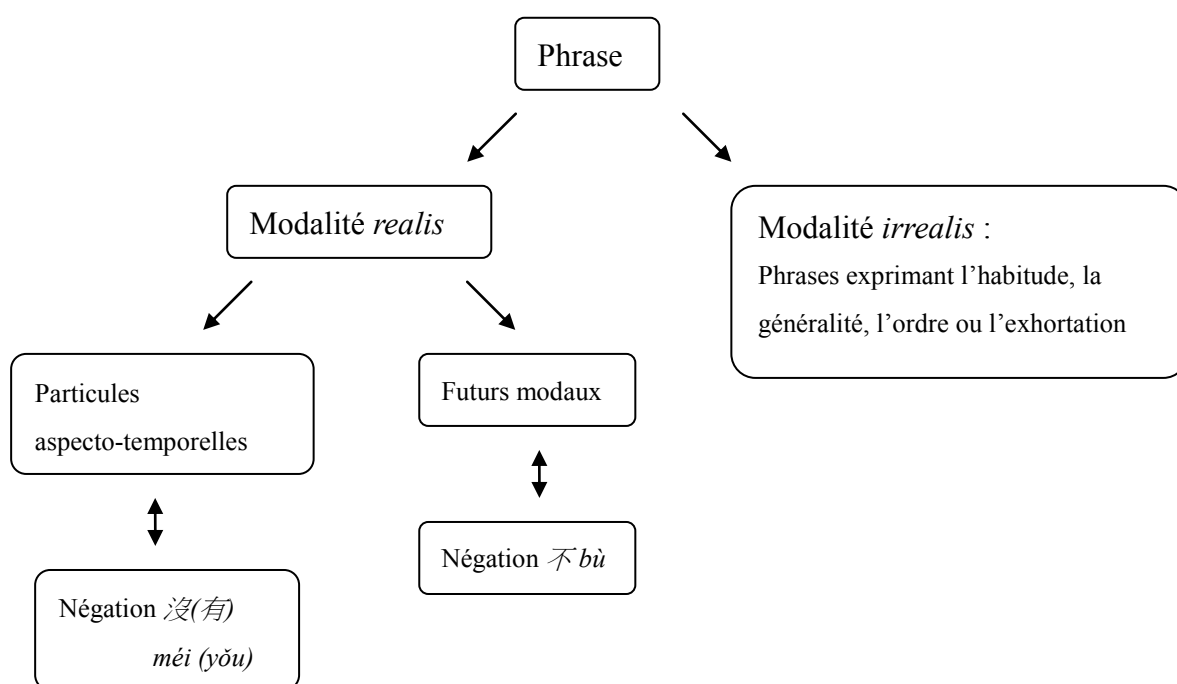 Phrase
Modalité realis
Modalité irrealis :
Phrases exprimant l’habitude, la
généralité, l’ordre ou l’exhortation
Particules
aspecto-temporelles
Futurs modaux
Négation 不 bù
Négation 沒(有)
méi (yǒu)